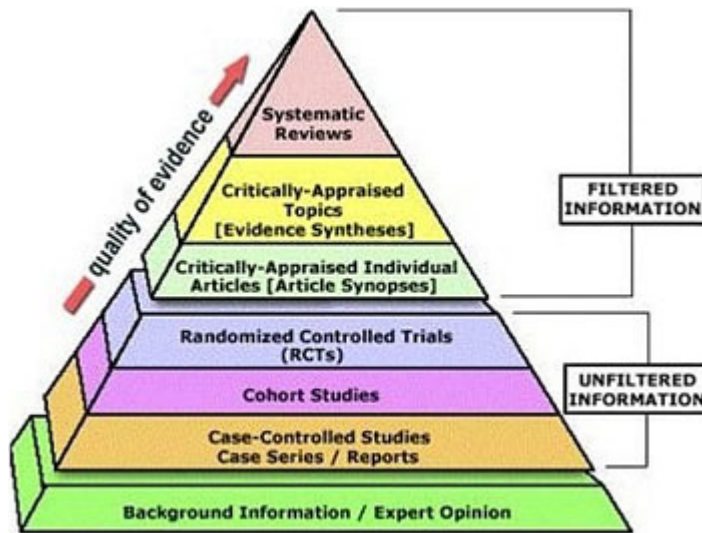 Systematic
Reviews
Critically-Appraised
Topics
[Evidence Syntheses]
Critically-Appraised Individual
Articles [Article Synopses]
Randomized Controlled Trials
(RCTs)
Cohort Studies
Case-Controlled Studies
Case Series / Reports
Background Information / Expert Opinion
quality of evidence
FILTERED
INFORMATION
UNFILTERED
INFORMATION